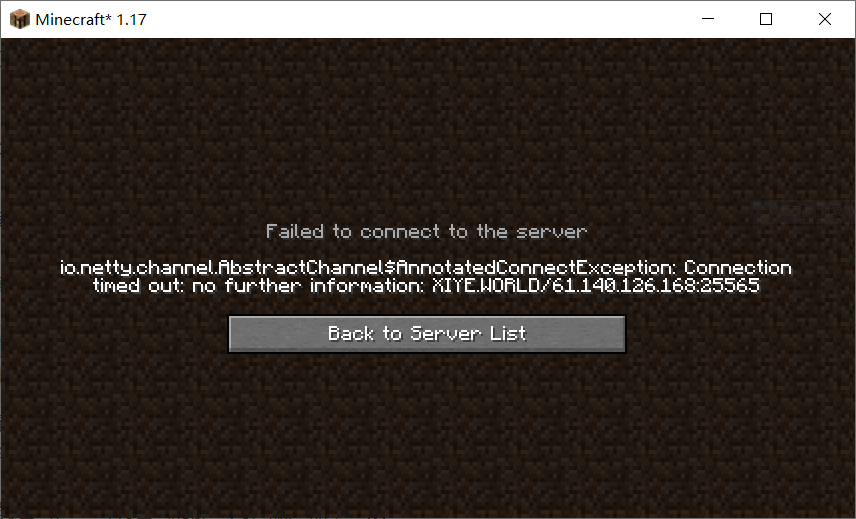 Minecraft* 1.17
Failed to connect to the server
io.netty.channel.AbstractChannel$AnnotatedConnectException: Connection
timed out: no further information: XIYE.WORLD/61.140.126.168:25565
Back to Server List